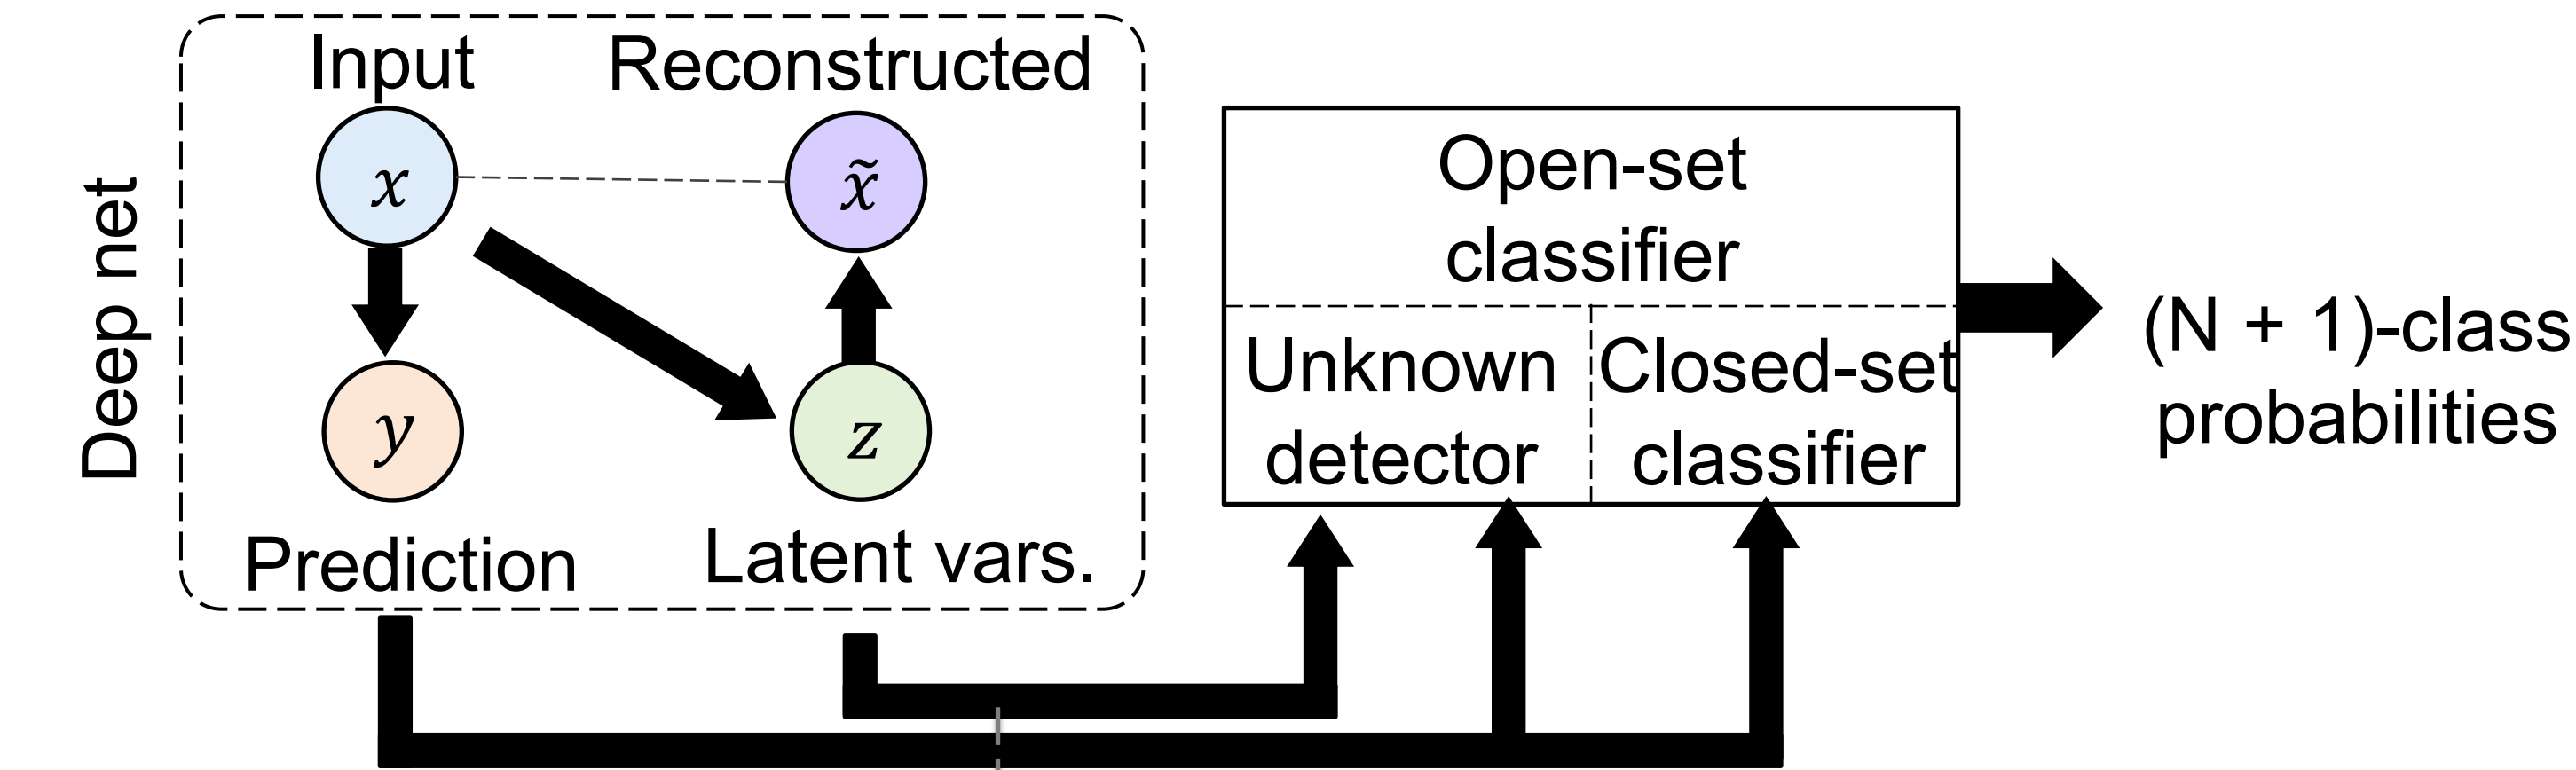 Deep net
Input
Reconstructed
x
x̃
y
z
Prediction
Latent vars.
Open-set
classifier
Unknown
detector
Closed-set
classifier
(N + 1)-class
probabilities